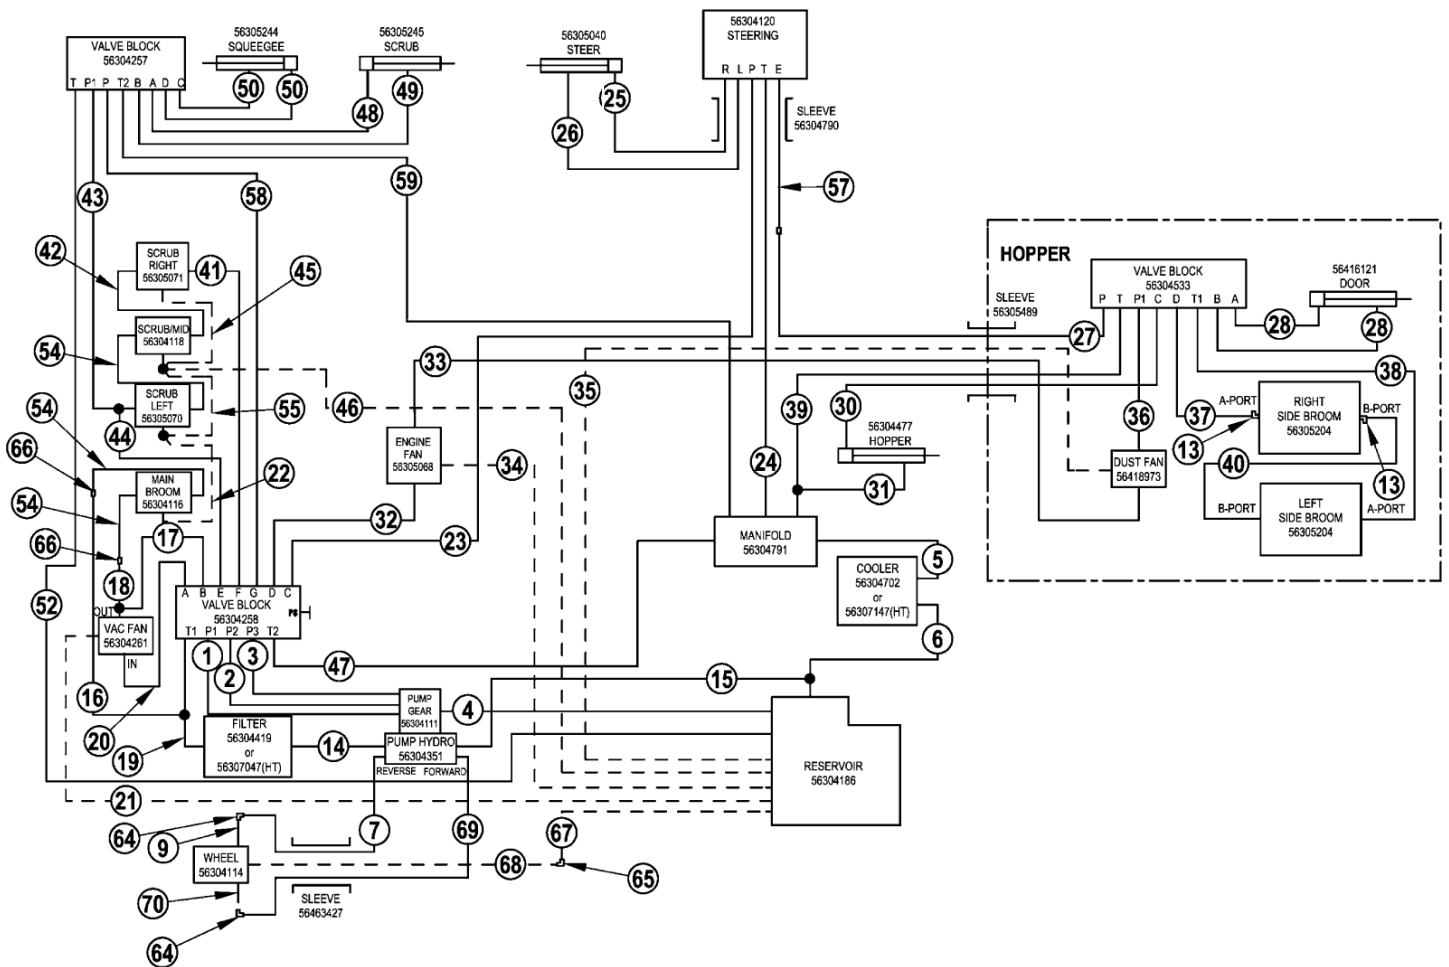 VALVE BLOCK
56304257
T P1 P T2 B A D C
56305244
SQUEEGEE
50
50
56305245
SCRUB
48
49
56305040
STEER
25
26
56304120
STEERING
R L P T E
SLEEVE
56304790
43
58
59
57
42
SCRUB
RIGHT
56305071
41
45
HOPPER
VALVE BLOCK
56304533
P T P1 C D T1 B A
56416121
DOOR
28
28
SLEEVE
56305489
27
54
SCRUB/MID
56304118
33
35
38
54
SCRUB
LEFT
56305070
55
46
44
39
30
36
37
A-PORT
RIGHT
SIDE BROOM
56305204
B-PORT
13
13
66
ENGINE
FAN
56305068
34
24
56304477
HOPPER
31
DUST FAN
56418973
40
54
MAIN
BROOM
56304116
22
B-PORT
LEFT
SIDE BROOM
56305204
A-PORT
66
17
32
23
MANIFOLD
56304791
5
18
COOLER
56304702
or
56307147(HT)
6
52
OUT
VAC FAN
56304261
IN
A B E F G D C
VALVE BLOCK
56304258
PS
T1 P1 P2 P3 T2
1
2
3
47
15
16
20
19
FILTER
56304419
or
56307047(HT)
14
PUMP
GEAR
56304111
4
PUMP HYDRO
56304351
REVERSE FORWARD
RESERVOIR
56304186
21
64
9
7
69
67
WHEEL
56304114
68
65
70
SLEEVE
56463427
64